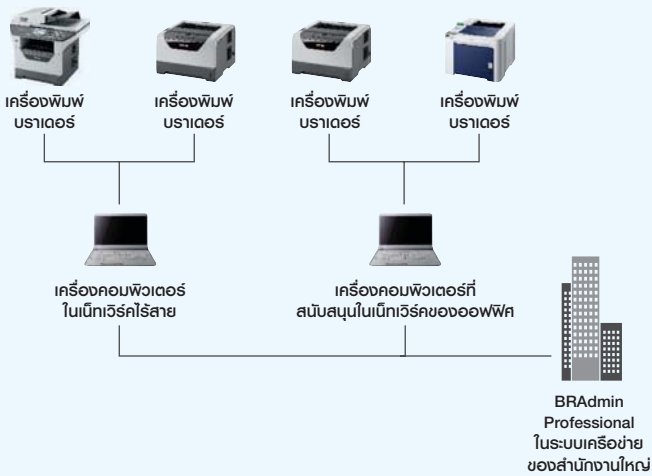 เครื่องพิมพ์
บราเดอร์
เครื่องพิมพ์
บราเดอร์
เครื่องพิมพ์
บราเดอร์
เครื่องพิมพ์
บราเดอร์
เครื่องคอมพิวเตอร์
ในเน็ทเวิร์คไร้สาย
เครื่องคอมพิวเตอร์ที่
สนับสนุนในเน็ทเวิร์คของออฟฟิศ
BRAdmin
Professional
ในระบบเครือข่าย
ของสำนักงานใหญ่